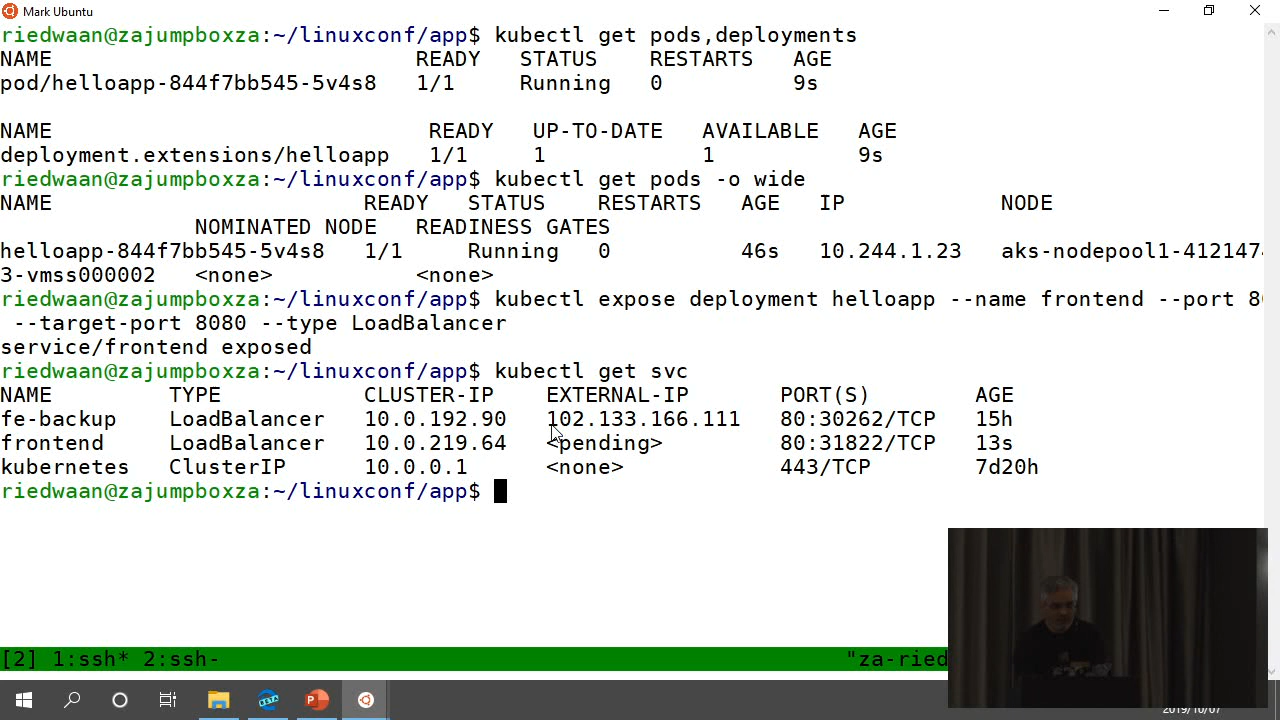 Mark Ubuntu
riedwaan@zajumpboxza:~/linuxconf/app$ kubectl get pods,deployments
NAME READY STATUS RESTARTS AGE
pod/helloapp-844f7bb545-5v4s8 1/1 Running 0 9s
NAME READY UP-TO-DATE AVAILABLE AGE
deployment.extensions/helloapp 1/1 1 1 9s
riedwaan@zajumpboxza:~/linuxconf/app$ kubectl get pods -o wide
NAME READY STATUS RESTARTS AGE IP NODE
NOMINATED NODE READINESS GATES
helloapp-844f7bb545-5v4s8 1/1 Running 0 46s 10.244.1.23 aks-nodepool1-4121474
3-vmss000002 <none> <none>
riedwaan@zajumpboxza:~/linuxconf/app$ kubectl expose deployment helloapp --name frontend --port 80
--target-port 8080 --type LoadBalancer
service/frontend exposed
riedwaan@zajumpboxza:~/linuxconf/app$ kubectl get svc
NAME TYPE CLUSTER-IP EXTERNAL-IP PORT(S) AGE
fe-backup LoadBalancer 10.0.192.90 102.133.166.111 80:30262/TCP 15h
frontend LoadBalancer 10.0.219.64 <pending> 80:31822/TCP 13s
kubernetes ClusterIP 10.0.0.1 <none> 443/TCP 7d20h
riedwaan@zajumpboxza:~/linuxconf/app$
[2] 1:ssh* 2:ssh- "za-ried
BETA
P
2019/10/07